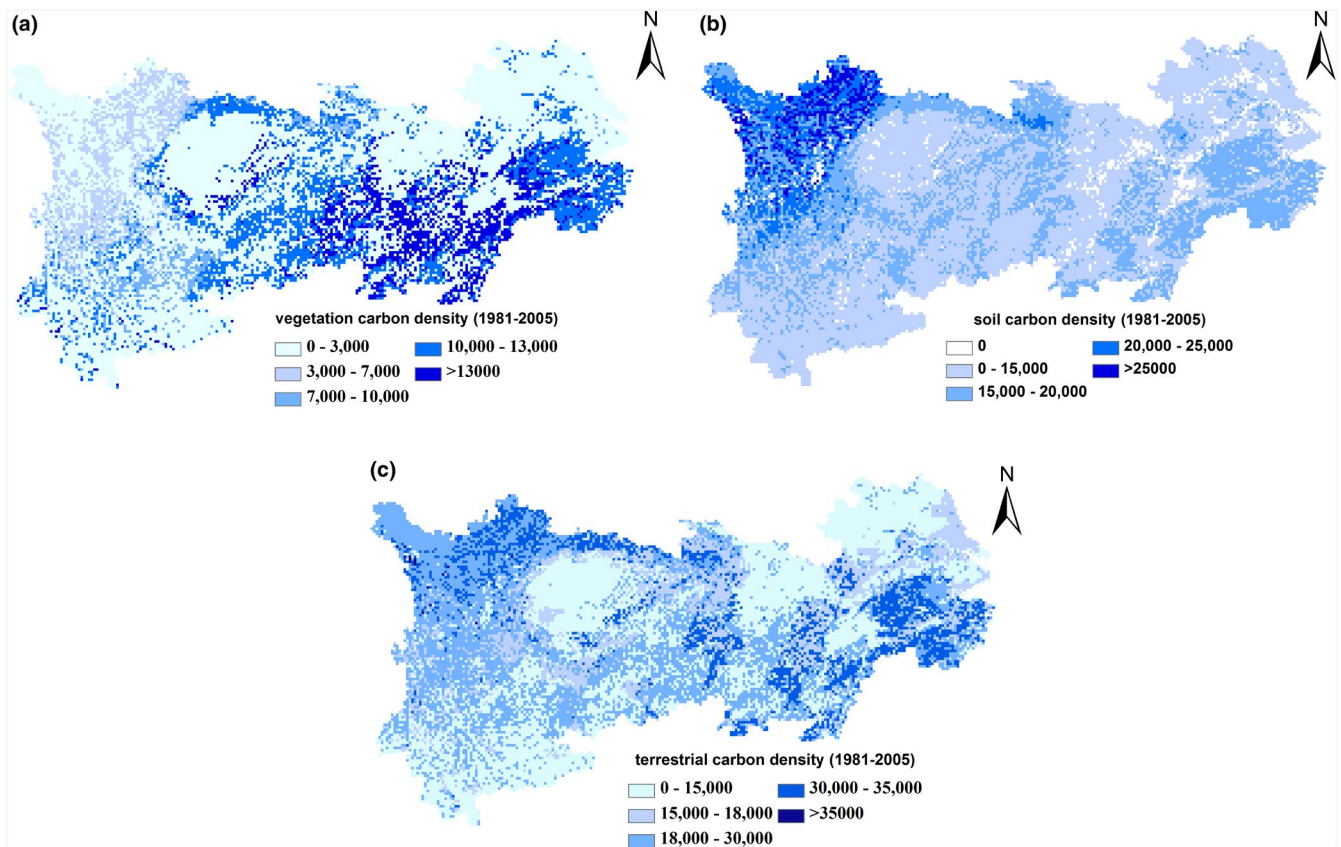 (a)
N
vegetation carbon density (1981-2005)
0 - 3,000
10,000 - 13,000
3,000 - 7,000
>13000
7,000 - 10,000
(b)
N
soil carbon density (1981-2005)
0
20,000 - 25,000
0 - 15,000
>25000
15,000 - 20,000
(c)
N
terrestrial carbon density (1981-2005)
0 - 15,000
30,000 - 35,000
15,000 - 18,000
>35000
18,000 - 30,000